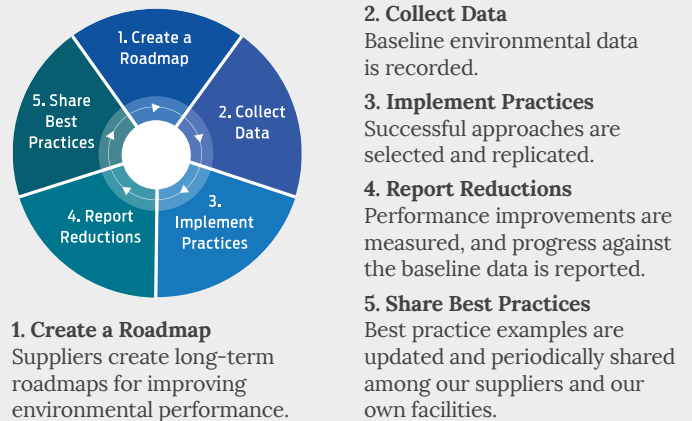 1. Create a
Roadmap
2. Collect
Data
3.
Implement
Practices
4. Report
Reductions
5. Share
Best
Practices
1. Create a Roadmap
Suppliers create long-term
roadmaps for improving
environmental performance.
2. Collect Data
Baseline environmental data
is recorded.
3. Implement Practices
Successful approaches are
selected and replicated.
4. Report Reductions
Performance improvements are
measured, and progress against
the baseline data is reported.
5. Share Best Practices
Best practice examples are
updated and periodically shared
among our suppliers and our
own facilities.